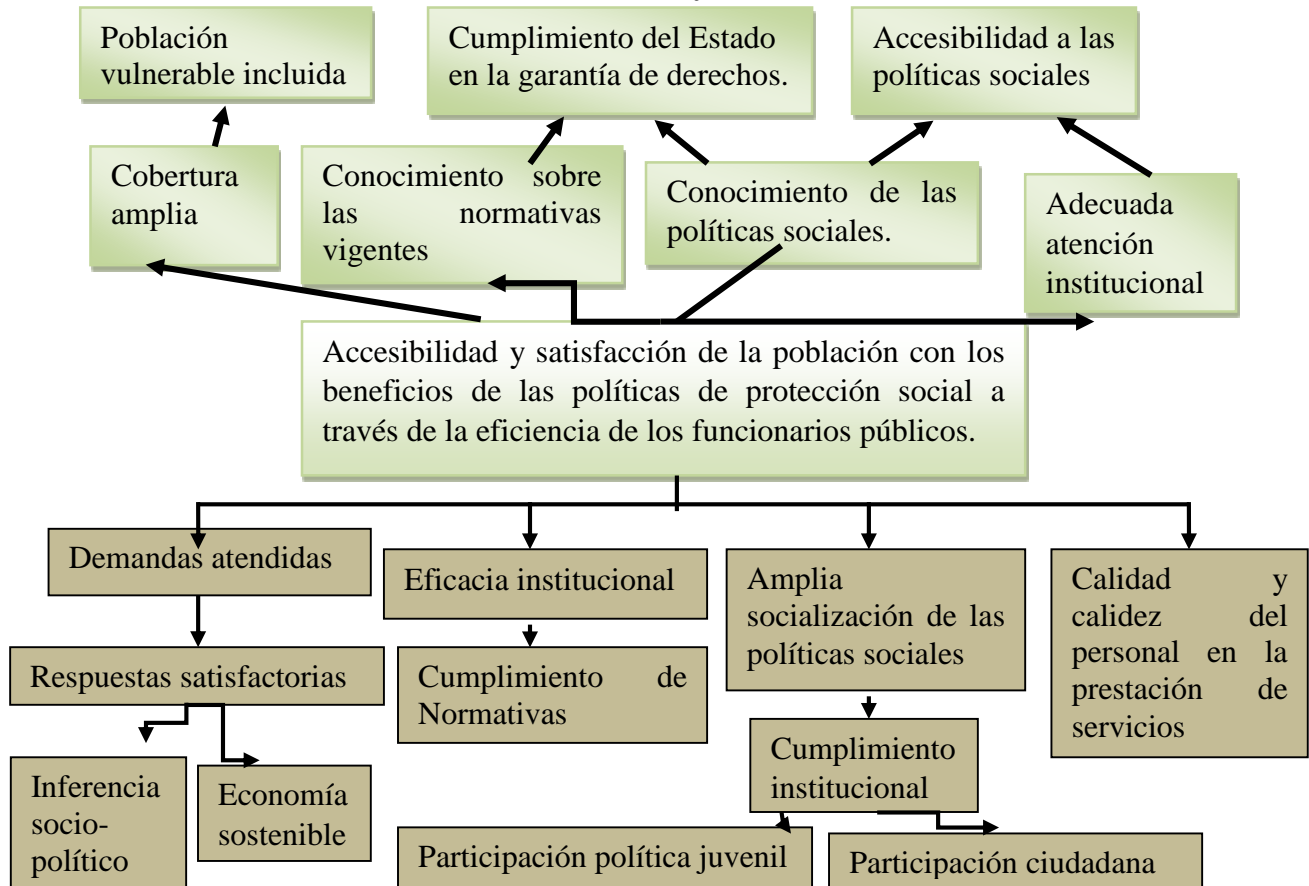 Población
vulnerable incluida
Cumplimiento del Estado
en la garantía de derechos.
Accesibilidad a las
políticas sociales
Cobertura
amplia
Conocimiento sobre
las normativas
vigentes
Conocimiento de las
políticas sociales.
Adecuada
atención
institucional
Accesibilidad y satisfacción de la población con los
beneficios de las políticas de protección social a
través de la eficiencia de los funcionarios públicos.
Demandas atendidas
Eficacia institucional
Amplia
socialización de las
políticas sociales
Calidad y
calidez del
personal en la
prestación de
servicios
Respuestas satisfactorias
Cumplimiento de
Normativas
Cumplimiento
institucional
Inferencia
socio-
político
Economía
sostenible
Participación política juvenil
Participación ciudadana